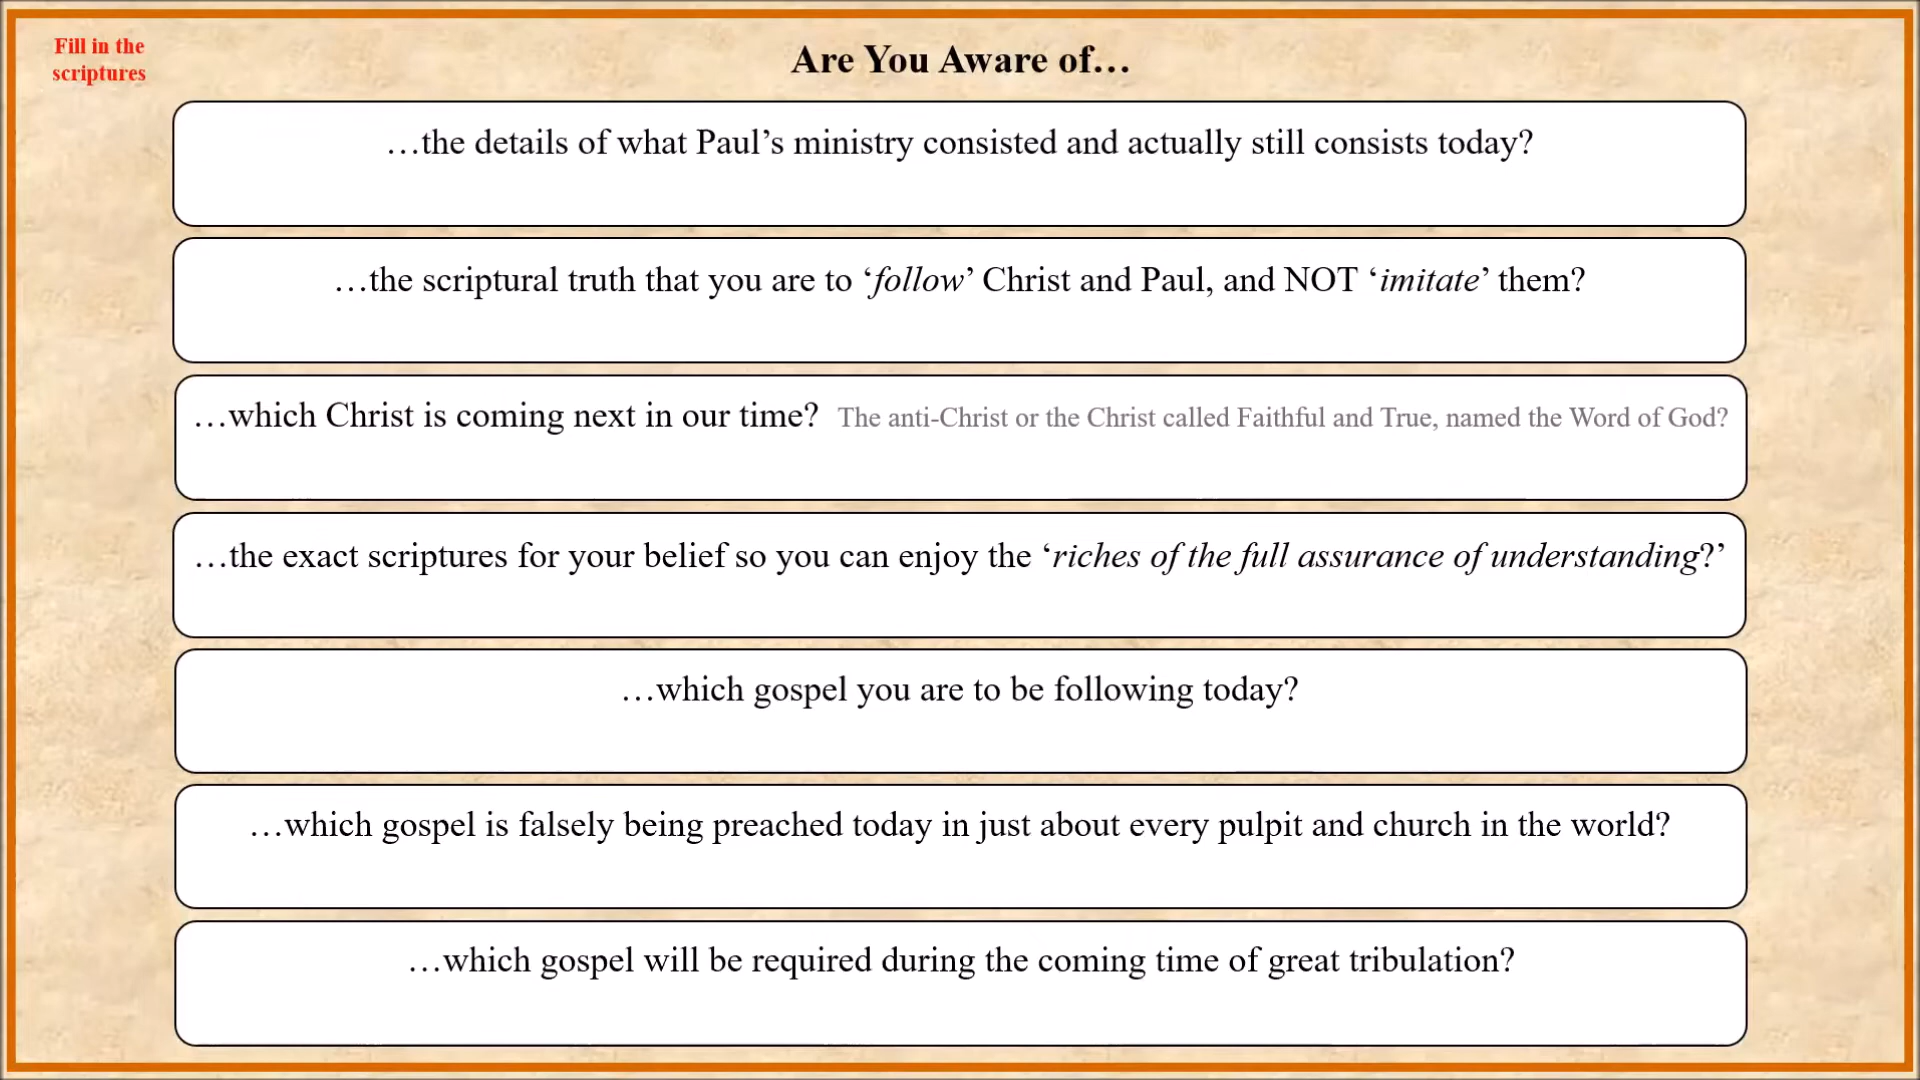 Fill in the
scriptures
Are You Aware of…
…the details of what Paul’s ministry consisted and actually still consists today?
…the scriptural truth that you are to ‘follow’ Christ and Paul, and NOT ‘imitate’ them?
…which Christ is coming next in our time? The anti-Christ or the Christ called Faithful and True, named the Word of God?
…the exact scriptures for your belief so you can enjoy the ‘riches of the full assurance of understanding?’
…which gospel you are to be following today?
…which gospel is falsely being preached today in just about every pulpit and church in the world?
…which gospel will be required during the coming time of great tribulation?